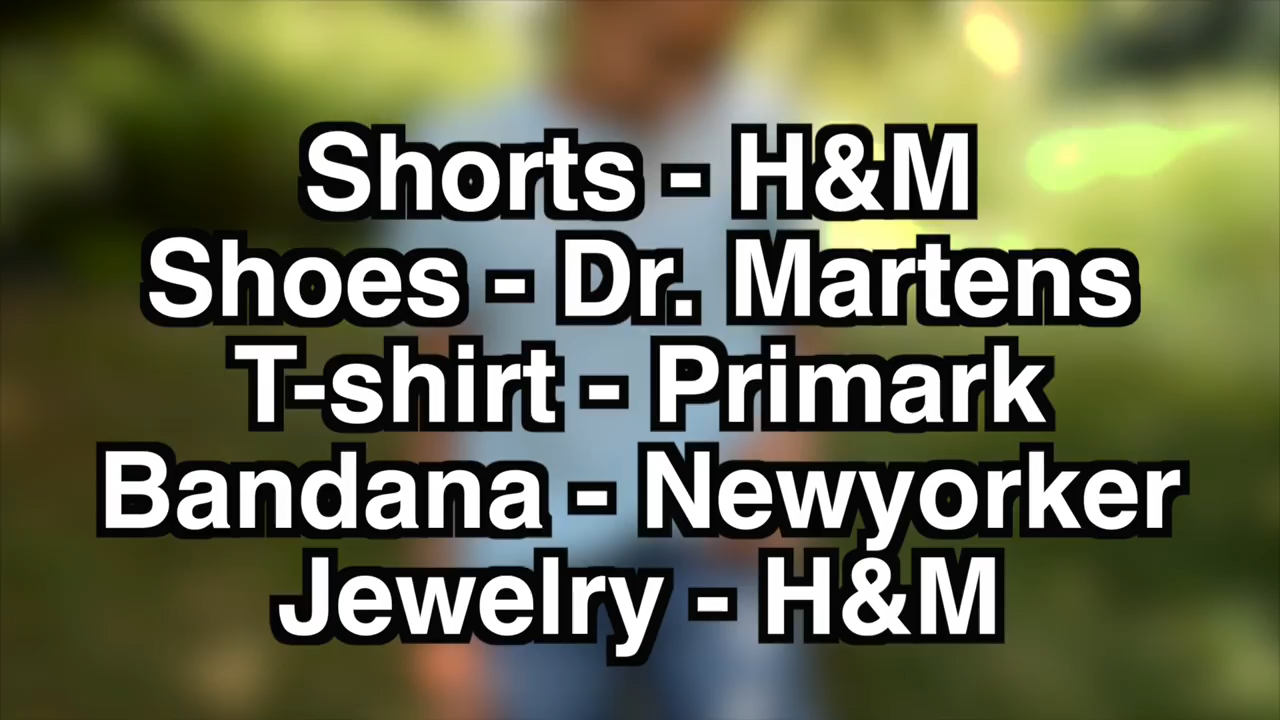 Shorts - H&M
Shoes - Dr. Martens
T-shirt - Primark
Bandana - Newyorker
Jewelry - H&M